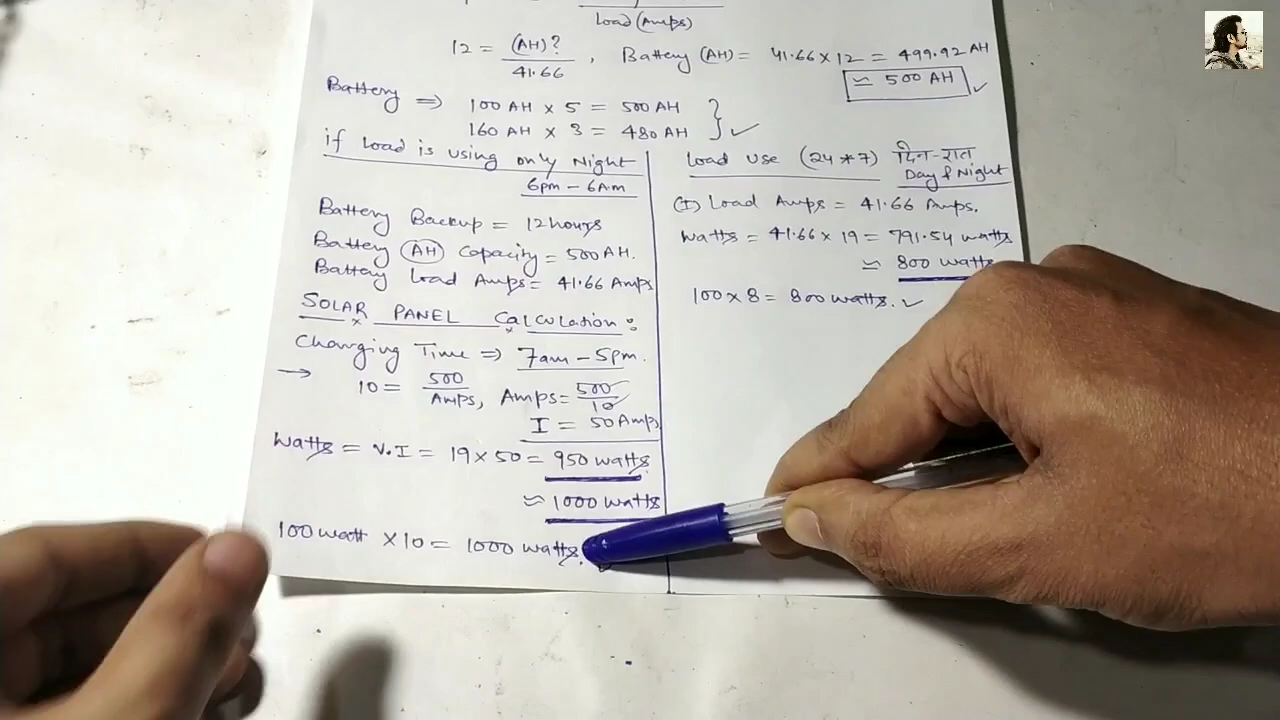 Load (Amps)
12 = (AH)? / 41.66 , Battery (AH) = 41.66 x 12 = 499.92 AH
≃ 500 AH ✓
Battery ⇒ 100 AH x 5 = 500 AH
160 AH x 3 = 480 AH } ✓
if Load is using only Night
6pm - 6Am
Battery Backup = 12 hours
Battery (AH) Capacity = 500 AH.
Battery Load Amps = 41.66 Amps
SOLAR PANEL Calculation :
Changing Time ⇒ 7am - 5pm.
→ 10 = 500 / Amps, Amps = 500 / 10
I = 50 Amps
Watts = V.I = 19 x 50 = 950 watts.
≃ 1000 watts
100 watt x 10 = 1000 watts.
Load use (24 * 7) दिन-रात
Day & Night
(I) Load Amps = 41.66 Amps.
Watts = 41.66 x 19 = 791.54 watts
≃ 800 watts
100 x 8 = 800 watts. ✓